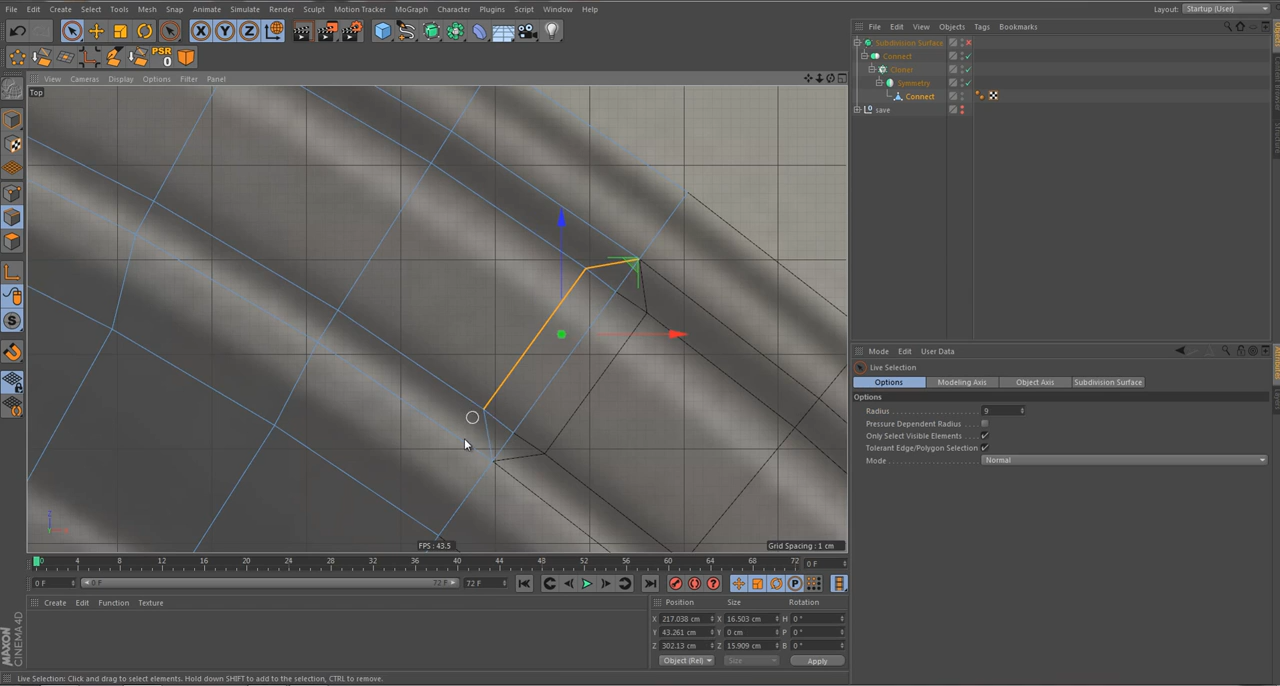 File Edit Create Select Tools Mesh Snap Animate Simulate Render Sculpt Motion Tracker MoGraph Character Plugins Script Window Help
Layout: Startup (User)
X Y Z
PSR
0
View Cameras Display Options Filter Panel
Top
File Edit View Objects Tags Bookmarks
Subdivision Surface
Connect
Cloner
Symmetry
Connect
save
Mode Edit User Data
Live Selection
Options Modeling Axis Object Axis Subdivision Surface
Options
Radius 9
Pressure Dependent Radius
Only Select Visible Elements
Tolerant Edge/Polygon Selection
Mode Normal
FPS : 43.5
Grid Spacing : 1 cm
0 4 8 12 16 20 24 28 32 36 40 44 48 52 56 60 64 68 72 0 F
0 F 0 F 72 F 72 F
Create Edit Function Texture
Position Size Rotation
X 217.038 cm X 16.503 cm H 0 °
Y 43.261 cm Y 0 cm P 0 °
Z 302.13 cm Z 15.909 cm B 0 °
Object (Rel) Size Apply
MAXON CINEMA 4D
Live Selection: Click and drag to select elements. Hold down SHIFT to add to the selection, CTRL to remove.